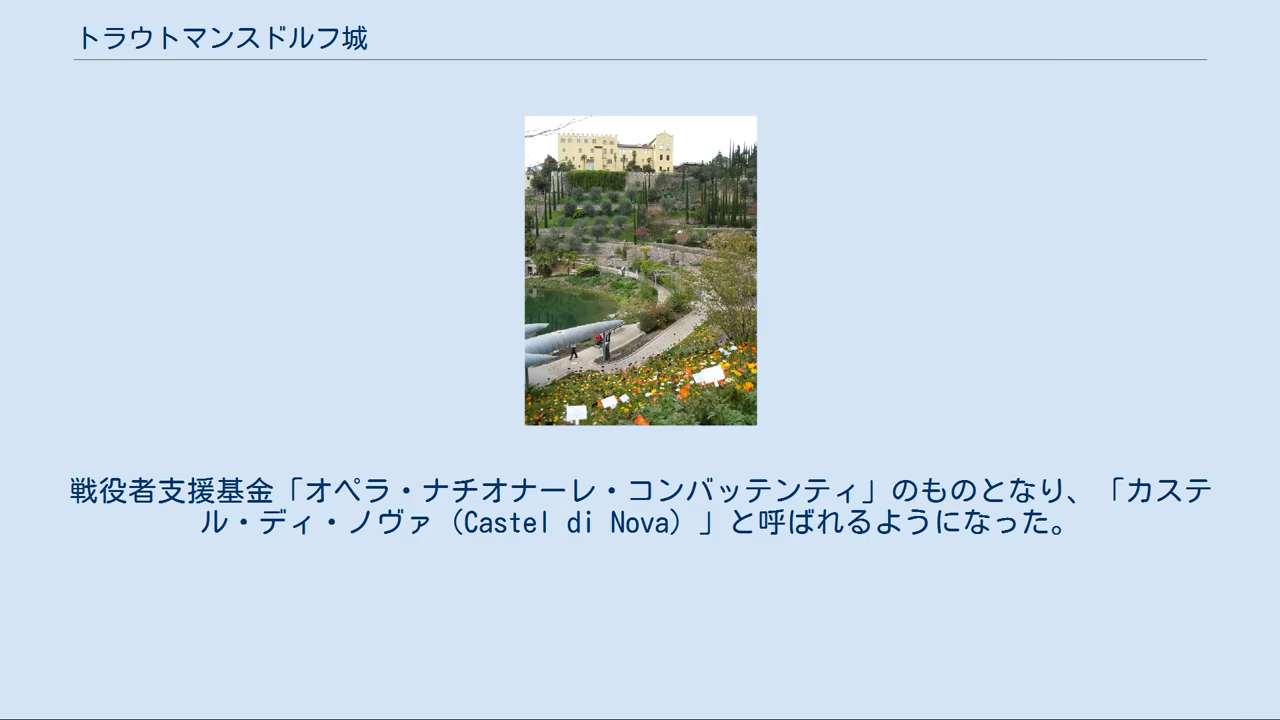 トラウトマンスドルフ城
戦役者支援基金「オペラ・ナチオナーレ・コンバッテンティ」のものとなり、「カステ
ル・ディ・ノヴァ（Castel di Nova）」と呼ばれるようになった。